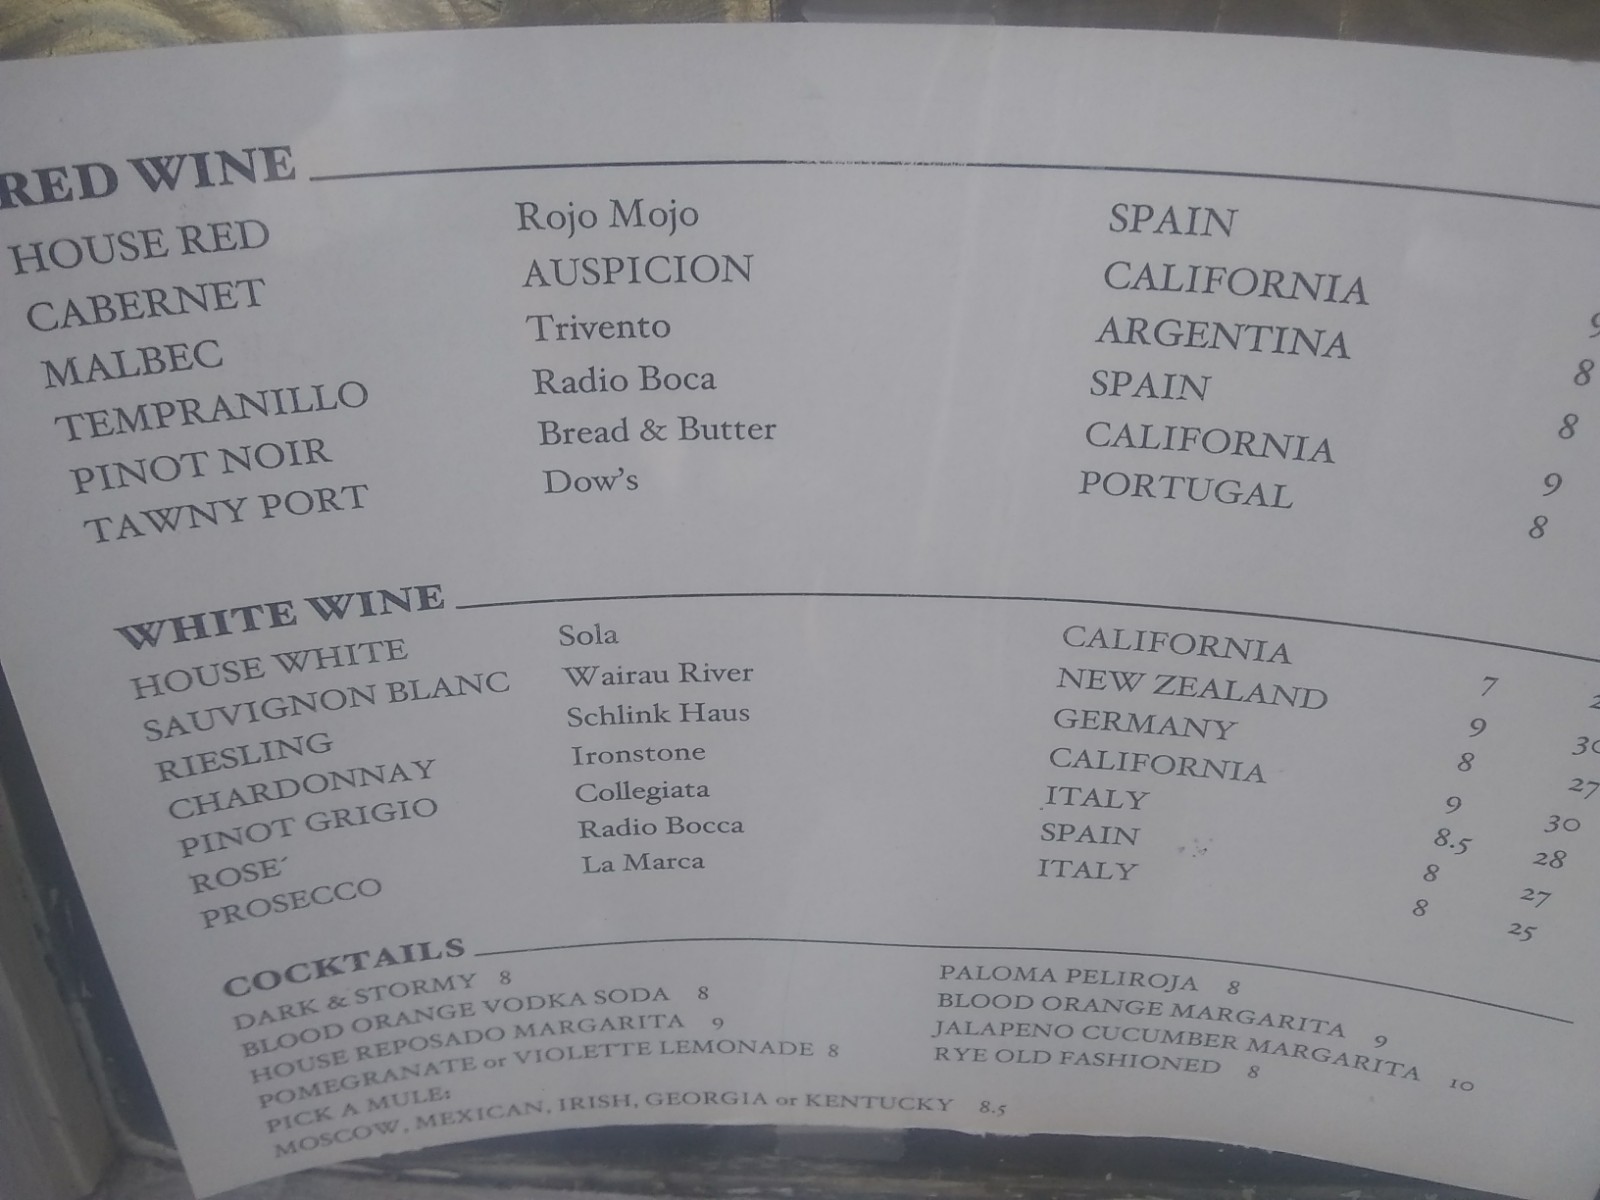 RED WINE
HOUSE RED Rojo Mojo SPAIN
CABERNET AUSPICION CALIFORNIA 9
MALBEC Trivento ARGENTINA 8
TEMPRANILLO Radio Boca SPAIN 8
PINOT NOIR Bread & Butter CALIFORNIA 9
TAWNY PORT Dow's PORTUGAL 8
WHITE WINE
HOUSE WHITE Sola CALIFORNIA 7
SAUVIGNON BLANC Wairau River NEW ZEALAND 9 30
RIESLING Schlink Haus GERMANY 8 27
CHARDONNAY Ironstone CALIFORNIA 9 30
PINOT GRIGIO Collegiata ITALY 8.5 28
ROSE´ Radio Bocca SPAIN 8 27
PROSECCO La Marca ITALY 8 25
COCKTAILS
DARK & STORMY 8
BLOOD ORANGE VODKA SODA 8
HOUSE REPOSADO MARGARITA 9
POMEGRANATE or VIOLETTE LEMONADE 8
PICK A MULE:
MOSCOW, MEXICAN, IRISH, GEORGIA or KENTUCKY 8.5
PALOMA PELIROJA 8
BLOOD ORANGE MARGARITA 9
JALAPENO CUCUMBER MARGARITA 10
RYE OLD FASHIONED 8